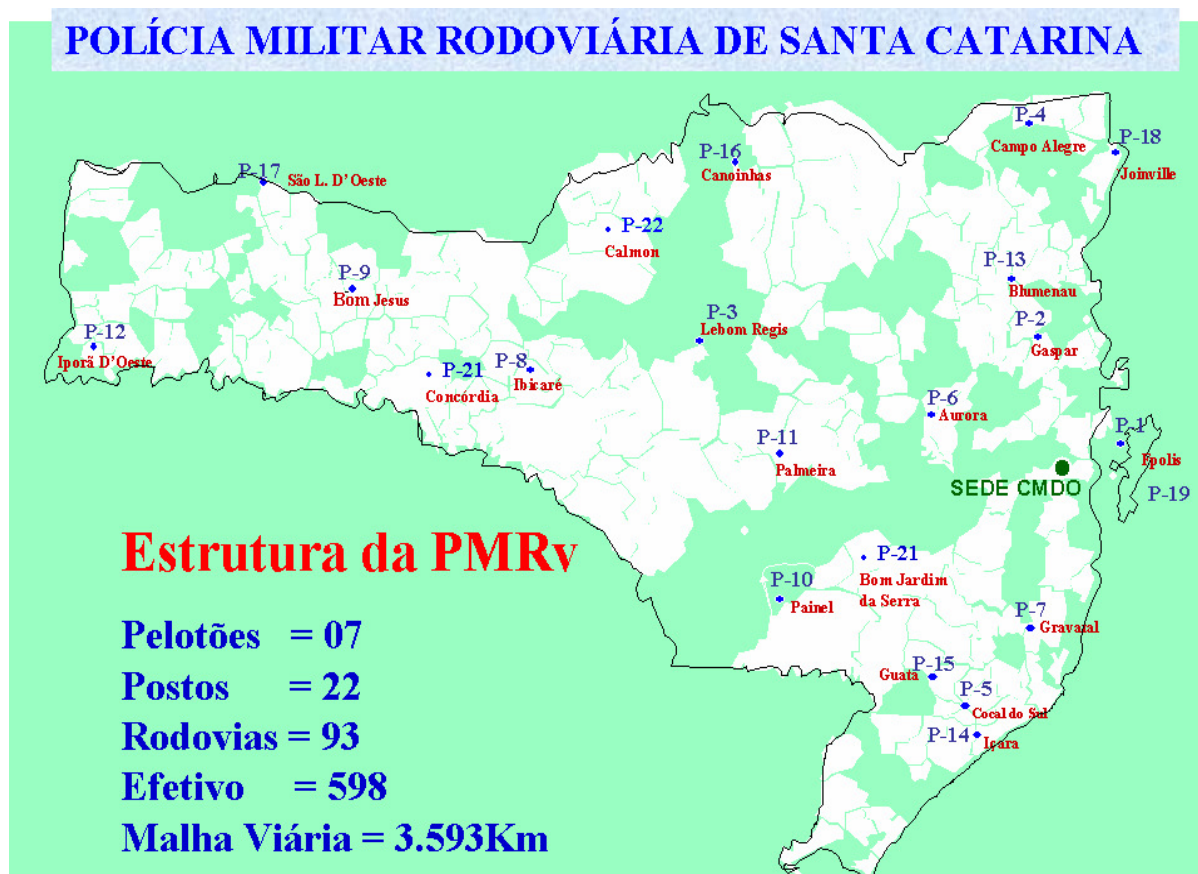 POLÍCIA MILITAR RODOVIÁRIA DE SANTA CATARINA
P-4
Campo Alegre
P-18
Joinville
P-16
Canoinhas
P-17
São L. D'Oeste
P-22
Calmon
P-13
Blumenau
P-9
Bom Jesus
P-3
Lebom Regis
P-2
Gaspar
P-12
Iporã D'Oeste
P-21
Concórdia
P-8
Ibicaré
P-6
Aurora
P-11
Palmeira
P-1
Fpolis
SEDE CMDO
P-19
Estrutura da PMRv
P-21
Bom Jardim
da Serra
P-10
Painel
P-7
Gravatal
Pelotões = 07
Postos = 22
Rodovias = 93
Efetivo = 598
Malha Viária = 3.593Km
P-15
Guatá
P-5
Cocal do Sul
P-14
Içara